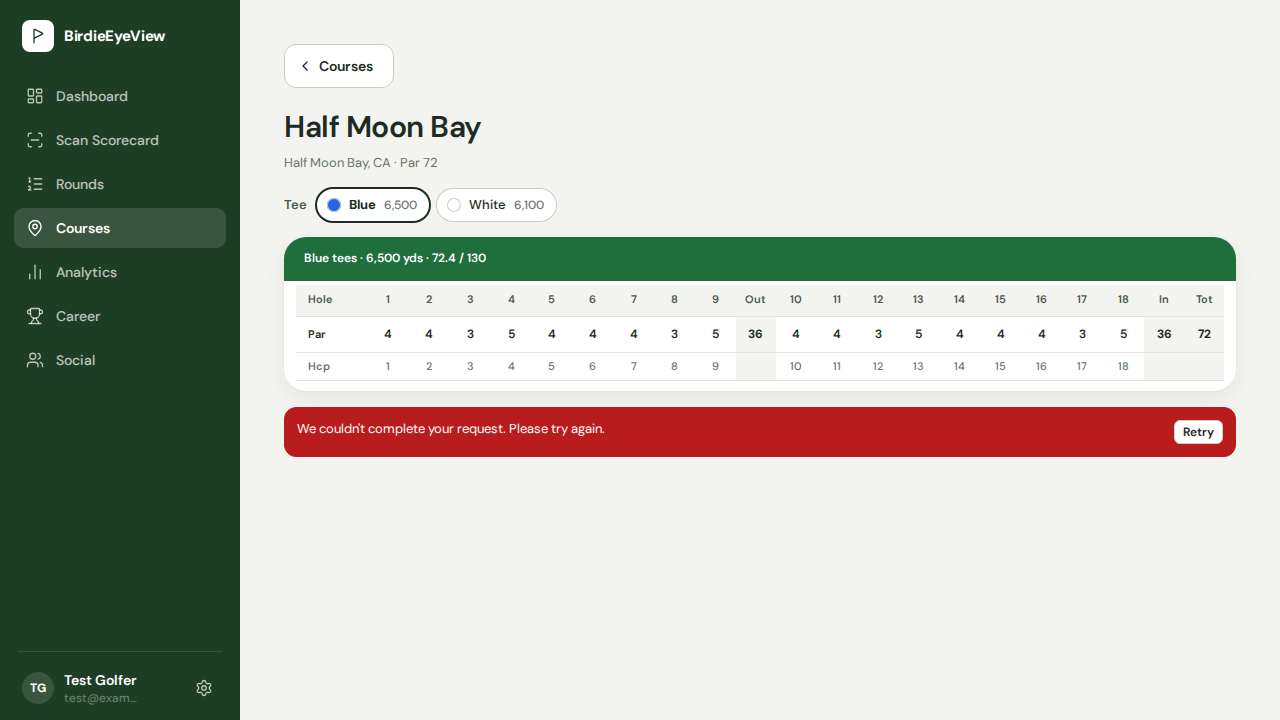 BirdieEyeView
Dashboard
Scan Scorecard
Rounds
Courses
Analytics
Career
Social
TG
Test Golfer
test@exam...
Courses
Half Moon Bay
Half Moon Bay, CA · Par 72
Tee Blue 6,500 White 6,100
Blue tees · 6,500 yds · 72.4 / 130
Hole 1 2 3 4 5 6 7 8 9 Out 10 11 12 13 14 15 16 17 18 In Tot
Par 4 4 3 5 4 4 4 3 5 36 4 4 3 5 4 4 4 3 5 36 72
Hcp 1 2 3 4 5 6 7 8 9 10 11 12 13 14 15 16 17 18
We couldn't complete your request. Please try again. Retry